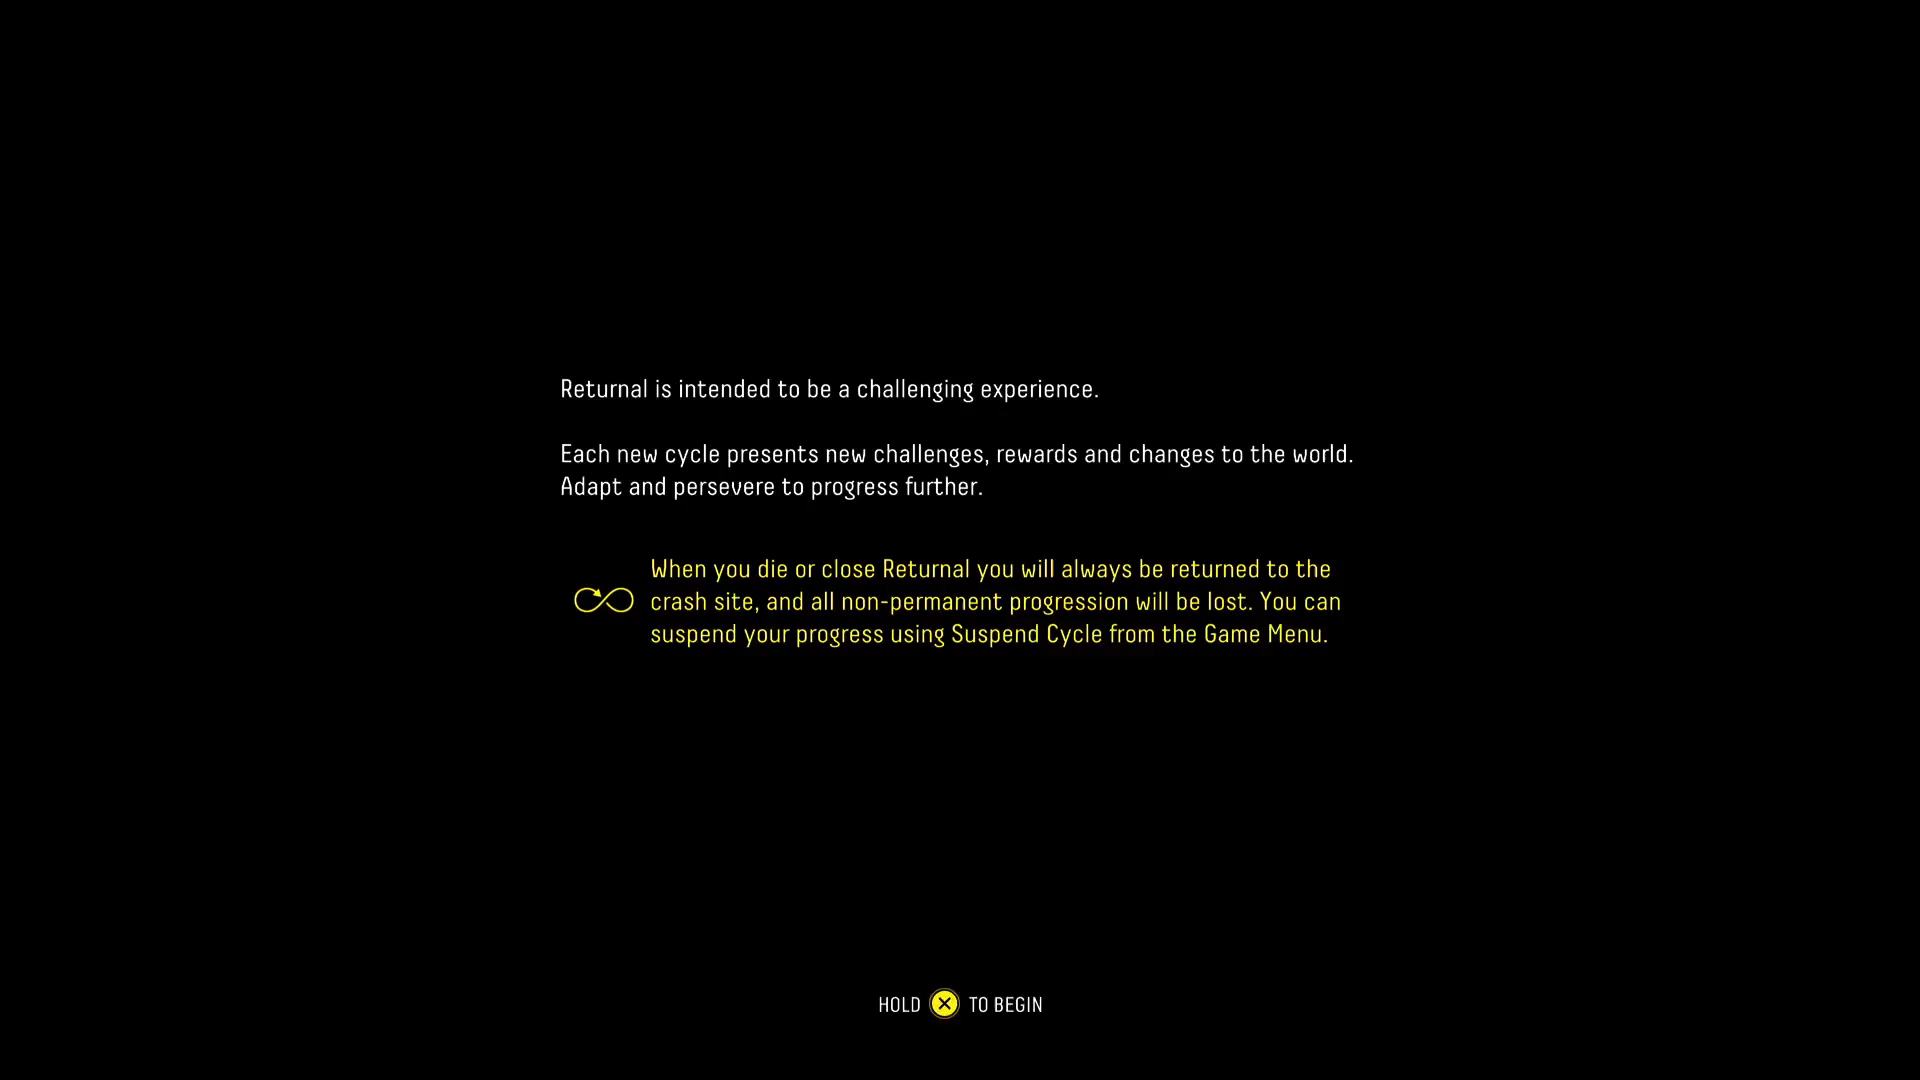 Returnal is intended to be a challenging experience.
Each new cycle presents new challenges, rewards and changes to the world.
Adapt and persevere to progress further.
When you die or close Returnal you will always be returned to the
crash site, and all non-permanent progression will be lost. You can
suspend your progress using Suspend Cycle from the Game Menu.
HOLD ✕ TO BEGIN